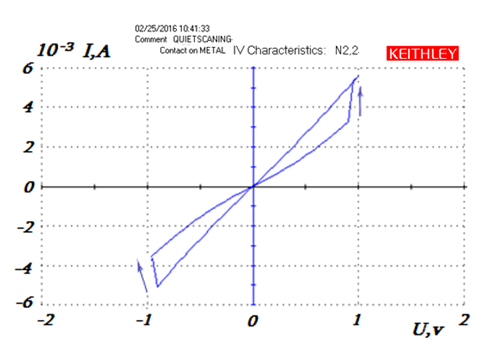 02/25/2016 10:41:33
Comment QUIETSCANING
Contact on METAL IV Characteristics: N2,2
KEITHLEY
10⁻³ I,A
6
4
2
0
-2
-4
-6
-2 -1 0 1 2
U,v